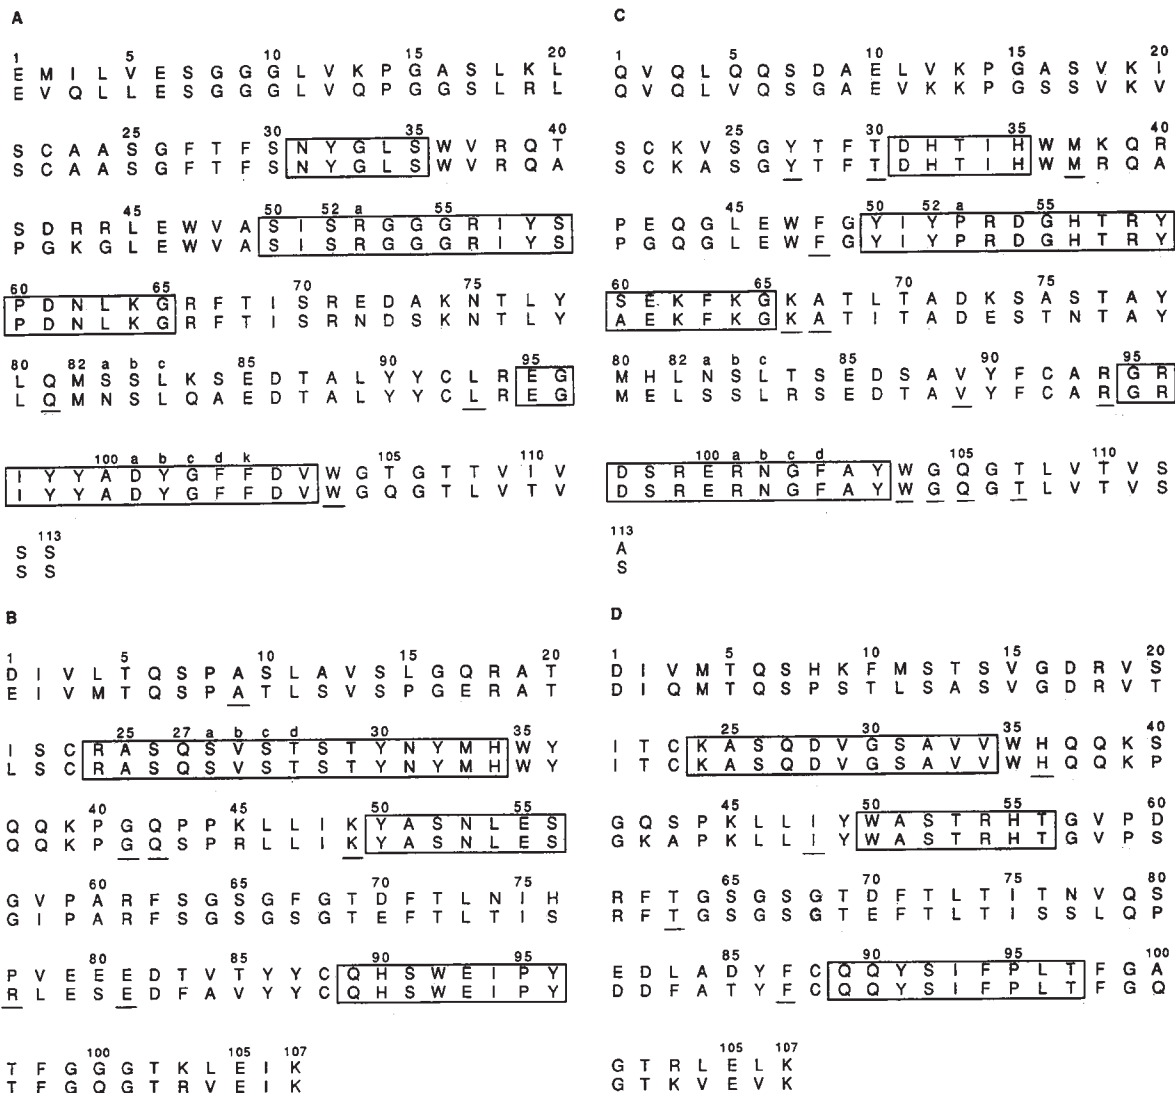 A
1 5 10 15 20
E M I L V E S G G G L V K P G A S L K L
E V Q L L E S G G G L V Q P G G S L R L
25 30 35 40
S C A A S G F T F S N Y G L S W V R Q T
S C A A S G F T F S N Y G L S W V R Q A
45 50 52 a 55
S D R R L E W V A S I S R G G G R I Y S
P G K G L E W V A S I S R G G G R I Y S
60 65 70 75
P D N L K G R F T I S R E D A K N T L Y
P D N L K G R F T I S R N D S K N T L Y
80 82 a b c 85 90 95
L Q M S S L K S E D T A L Y Y C L R E G
L Q M N S L Q A E D T A L Y Y C L R E G
100 a b c d k 105 110
I Y Y A D Y G F F D V W G T G T T V I V
I Y Y A D Y G F F D V W G Q G T L V T V
113
S S
S S
B
1 5 10 15 20
D I V L T Q S P A S L A V S L G Q R A T
E I V M T Q S P A T L S V S P G E R A T
25 27 a b c d 30 35
I S C R A S Q S V S T S T Y N Y M H W Y
L S C R A S Q S V S T S T Y N Y M H W Y
40 45 50 55
Q Q K P G Q P P K L L I K Y A S N L E S
Q Q K P G Q S P R L L I K Y A S N L E S
60 65 70 75
G V P A R F S G S G F G T D F T L N I H
G I P A R F S G S G S G T E F T L T I S
80 85 90 95
P V E E E D T V T Y Y C Q H S W E I P Y
R L E S E D F A V Y Y C Q H S W E I P Y
100 105 107
T F G G G T K L E I K
T F G Q G T R V E I K
C
1 5 10 15 20
Q V Q L Q Q S D A E L V K P G A S V K I
Q V Q L V Q S G A E V K K P G S S V K V
25 30 35 40
S C K V S G Y T F T D H T I H W M K Q R
S C K A S G Y T F T D H T I H W M R Q A
45 50 52 a 55
P E Q G L E W F G Y I Y P R D G H T R Y
P G Q G L E W F G Y I Y P R D G H T R Y
60 65 70 75
S E K F K G K A T L T A D K S A S T A Y
A E K F K G K A T I T A D E S T N T A Y
80 82 a b c 85 90 95
M H L N S L T S E D S A V Y F C A R G R
M E L S S L R S E D T A V Y F C A R G R
100 a b c d 105 110
D S R E R N G F A Y W G Q G T L V T V S
D S R E R N G F A Y W G Q G T L V T V S
113
A
S
D
1 5 10 15 20
D I V M T Q S H K F M S T S V G D R V S
D I Q M T Q S P S T L S A S V G D R V T
25 30 35 40
I T C K A S Q D V G S A V V W H Q Q K S
I T C K A S Q D V G S A V V W H Q Q K P
45 50 55 60
G Q S P K L L I Y W A S T R H T G V P D
G K A P K L L I Y W A S T R H T G V P S
65 70 75 80
R F T G S G S G T D F T L T I T N V Q S
R F T G S G S G T E F T L T I S S L Q P
85 90 95 100
E D L A D Y F C Q Q Y S I F P L T F G A
D D F A T Y F C Q Q Y S I F P L T F G Q
105 107
G T R L E L K
G T K V E V K